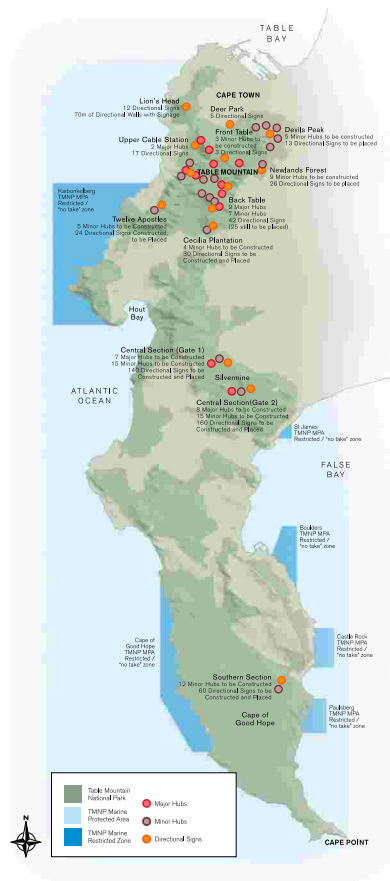 TABLE
BAY
CAPE TOWN
Lion's Head
12 Directional Signs
70m of Directional Walls with Signage
Deer Park
5 Directional Signs
Front Table
3 Minor Hubs to
be constructed
3 Directional Signs
Devils Peak
5 Minor Hubs to be constructed
13 Directional Signs to be placed
Upper Cable Station
2 Major Hubs
17 Directional Signs
TABLE MOUNTAIN
Newlands Forest
9 Minor Hubs to be constructed
26 Directional Signs to be placed
Karbonkelberg
TMNP MPA
Restricted /
"no take" zone
Back Table
9 Major Hubs
7 Minor Hubs
42 Directional Signs
(25 still to be placed)
Twelve Apostles
5 Minor Hubs to be Constructed
24 Directional Signs Constructed,
to be Placed
Cecilia Plantation
4 Minor Hubs to be Constructed
30 Directional Signs to be
Constructed and Placed
Hout
Bay
Central Section (Gate 1)
7 Major Hubs to be Constructed
15 Minor Hubs to be Constructed
140 Directional Signs to be
Constructed and Placed
Silvermine
ATLANTIC
OCEAN
Central Section(Gate 2)
8 Major Hubs to be Constructed
15 Minor Hubs to be Constructed
160 Directional Signs to be
Constructed and Placed
St James
TMNP MPA
Restricted /
"no take" zone
FALSE
BAY
Boulders
TMNP MPA
Restricted /
"no take" zone
Cape of
Good Hope
TMNP MPA
Restricted /
"no take" zone
Castle Rock
TMNP MPA
Restricted /
"no take" zone
Southern Section
12 Minor Hubs to be Constructed
60 Directional Signs to be
Constructed and Placed
Paulsberg
TMNP MPA
Restricted /
"no take" zone
Cape of
Good Hope
Table Mountain
National Park
TMNP Marine
Protected Area
TMNP Marine
Restricted Zone
Major Hubs
Minor Hubs
Directional Signs
N
CAPE POINT